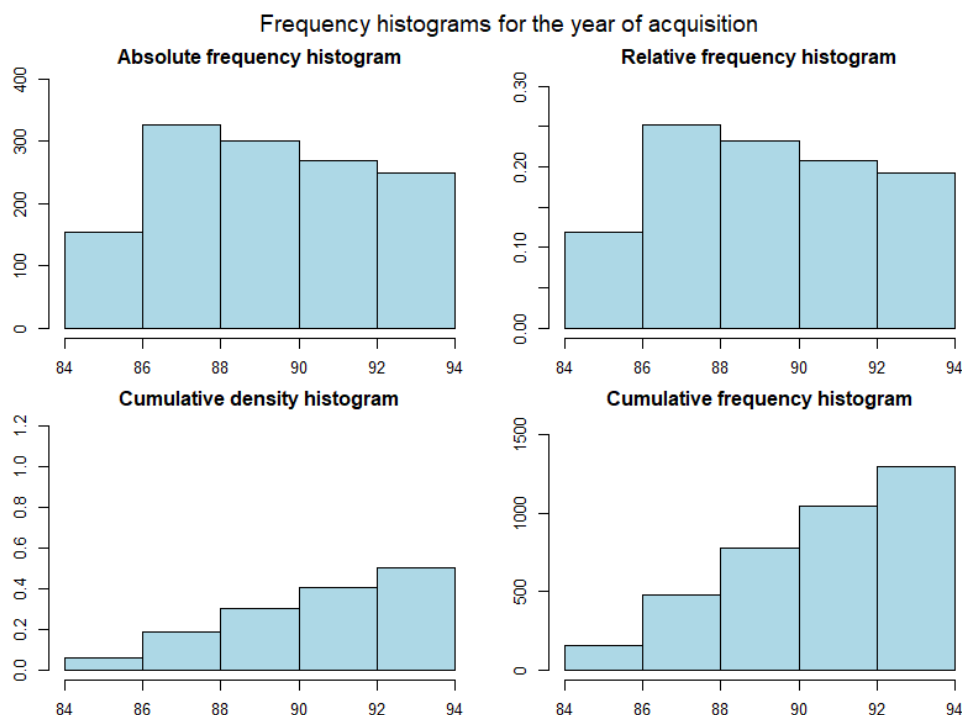 Frequency histograms for the year of acquisition
Absolute frequency histogram
400
300
200
100
0
84 86 88 90 92 94
Relative frequency histogram
0.30
0.20
0.10
0.00
84 86 88 90 92 94
Cumulative density histogram
1.2
1.0
0.8
0.6
0.4
0.2
0.0
84 86 88 90 92 94
Cumulative frequency histogram
1500
1000
500
0
84 86 88 90 92 94